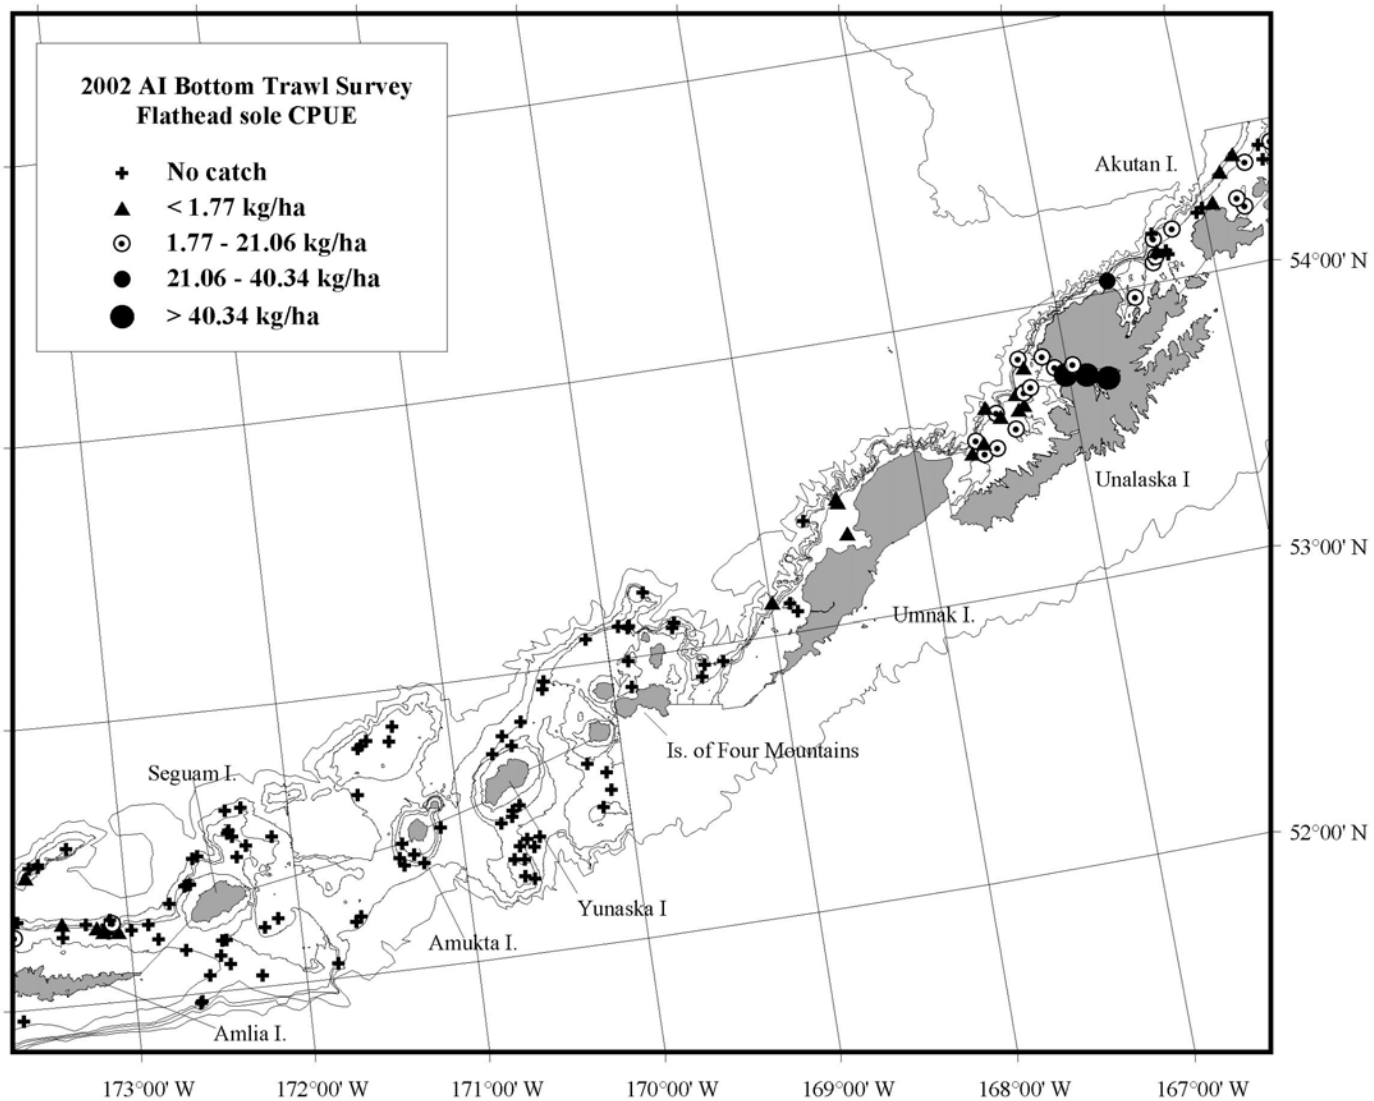 2002 AI Bottom Trawl Survey
Flathead sole CPUE
No catch
< 1.77 kg/ha
1.77 - 21.06 kg/ha
21.06 - 40.34 kg/ha
> 40.34 kg/ha
Akutan I.
54°00' N
Unalaska I
53°00' N
Umnak I.
Is. of Four Mountains
Seguam I.
52°00' N
Yunaska I
Amukta I.
Amlia I.
173°00' W
172°00' W
171°00' W
170°00' W
169°00' W
168°00' W
167°00' W